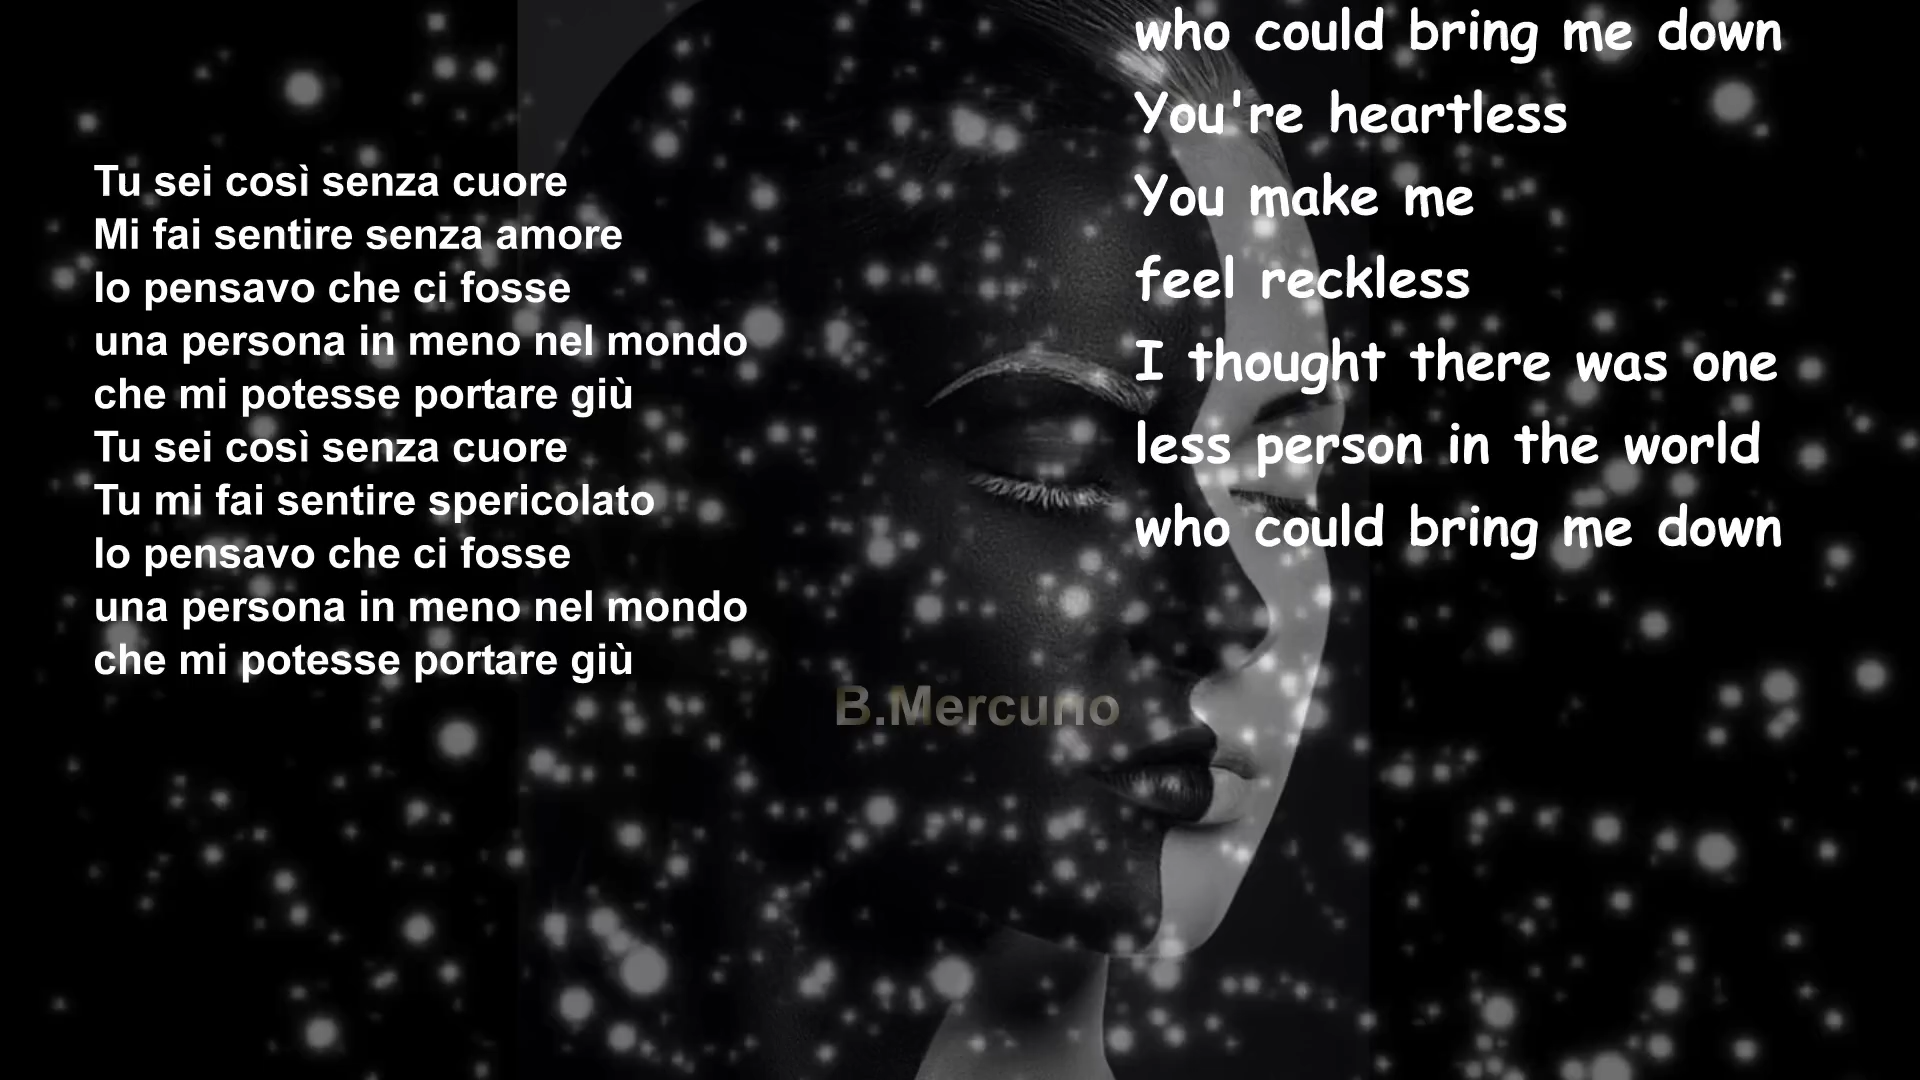 Tu sei così senza cuore
Mi fai sentire senza amore
Io pensavo che ci fosse
una persona in meno nel mondo
che mi potesse portare giù
Tu sei così senza cuore
Tu mi fai sentire spericolato
Io pensavo che ci fosse
una persona in meno nel mondo
che mi potesse portare giù
who could bring me down
You're heartless
You make me
feel reckless
I thought there was one
less person in the world
who could bring me down
B.Mercuno